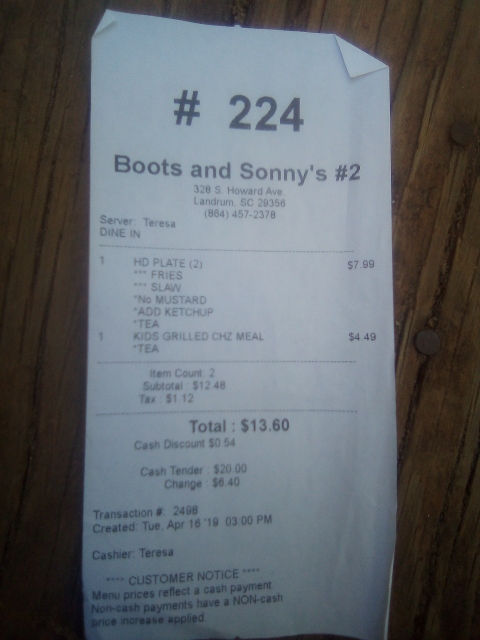 # 224
Boots and Sonny's #2
328 S. Howard Ave.
Landrum, SC 29356
(864) 457-2378
Server: Teresa
DINE IN
1 HD PLATE (2) $7.99
*** FRIES
*** SLAW
*No MUSTARD
*ADD KETCHUP
*TEA
1 KIDS GRILLED CHZ MEAL $4.49
*TEA
Item Count: 2
Subtotal : $12.48
Tax : $1.12
Total : $13.60
Cash Discount $0.54
Cash Tender : $20.00
Change : $6.40
Transaction #: 2498
Created: Tue, Apr 16 '19 03:00 PM
Cashier: Teresa
**** CUSTOMER NOTICE ****
Menu prices reflect a cash payment.
Non-cash payments have a NON-cash
price increase applied.